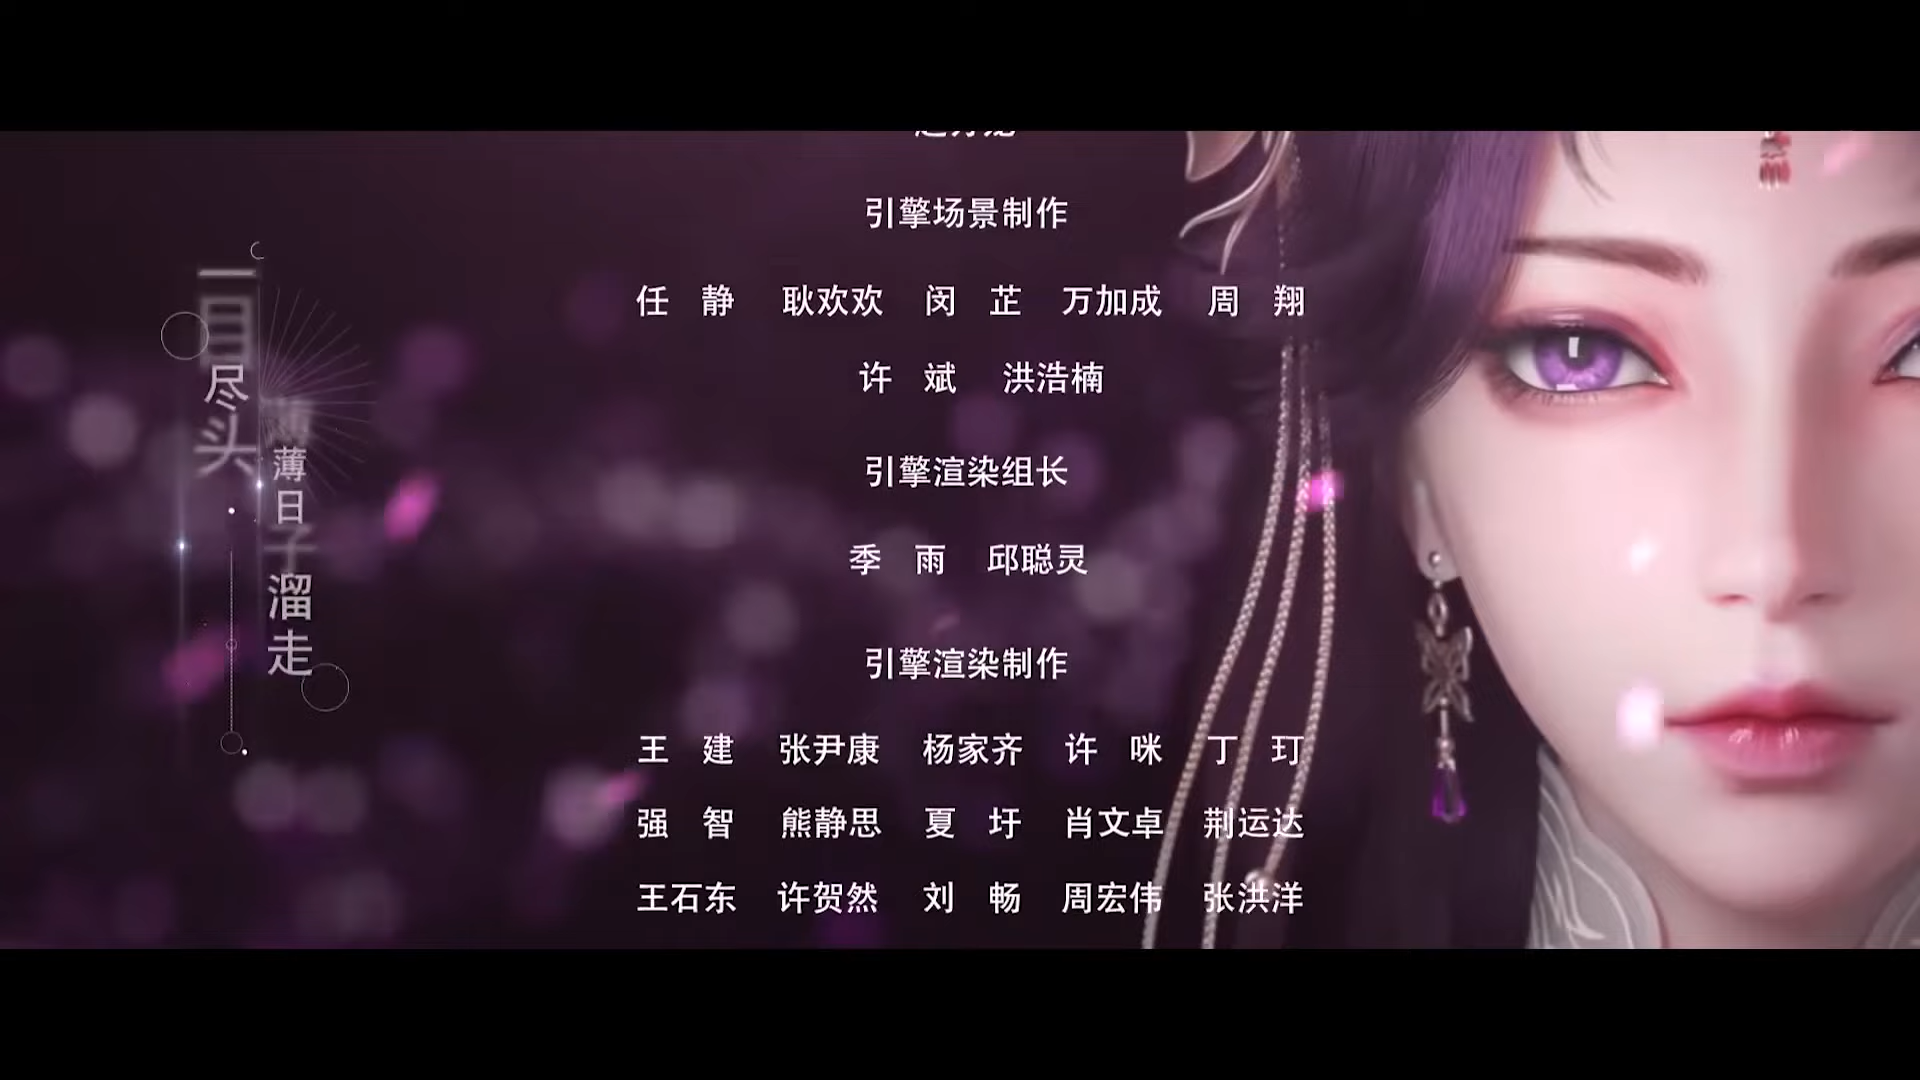 引擎场景制作
任 静 耿欢欢 闵 芷 万加成 周 翔
许 斌 洪浩楠
引擎渲染组长
季 雨 邱聪灵
引擎渲染制作
王 建 张尹康 杨家齐 许 咪 丁 玎
强 智 熊静思 夏 圩 肖文卓 荆运达
王石东 许贺然 刘 畅 周宏伟 张洪洋
一目尽头
薄日子溜走